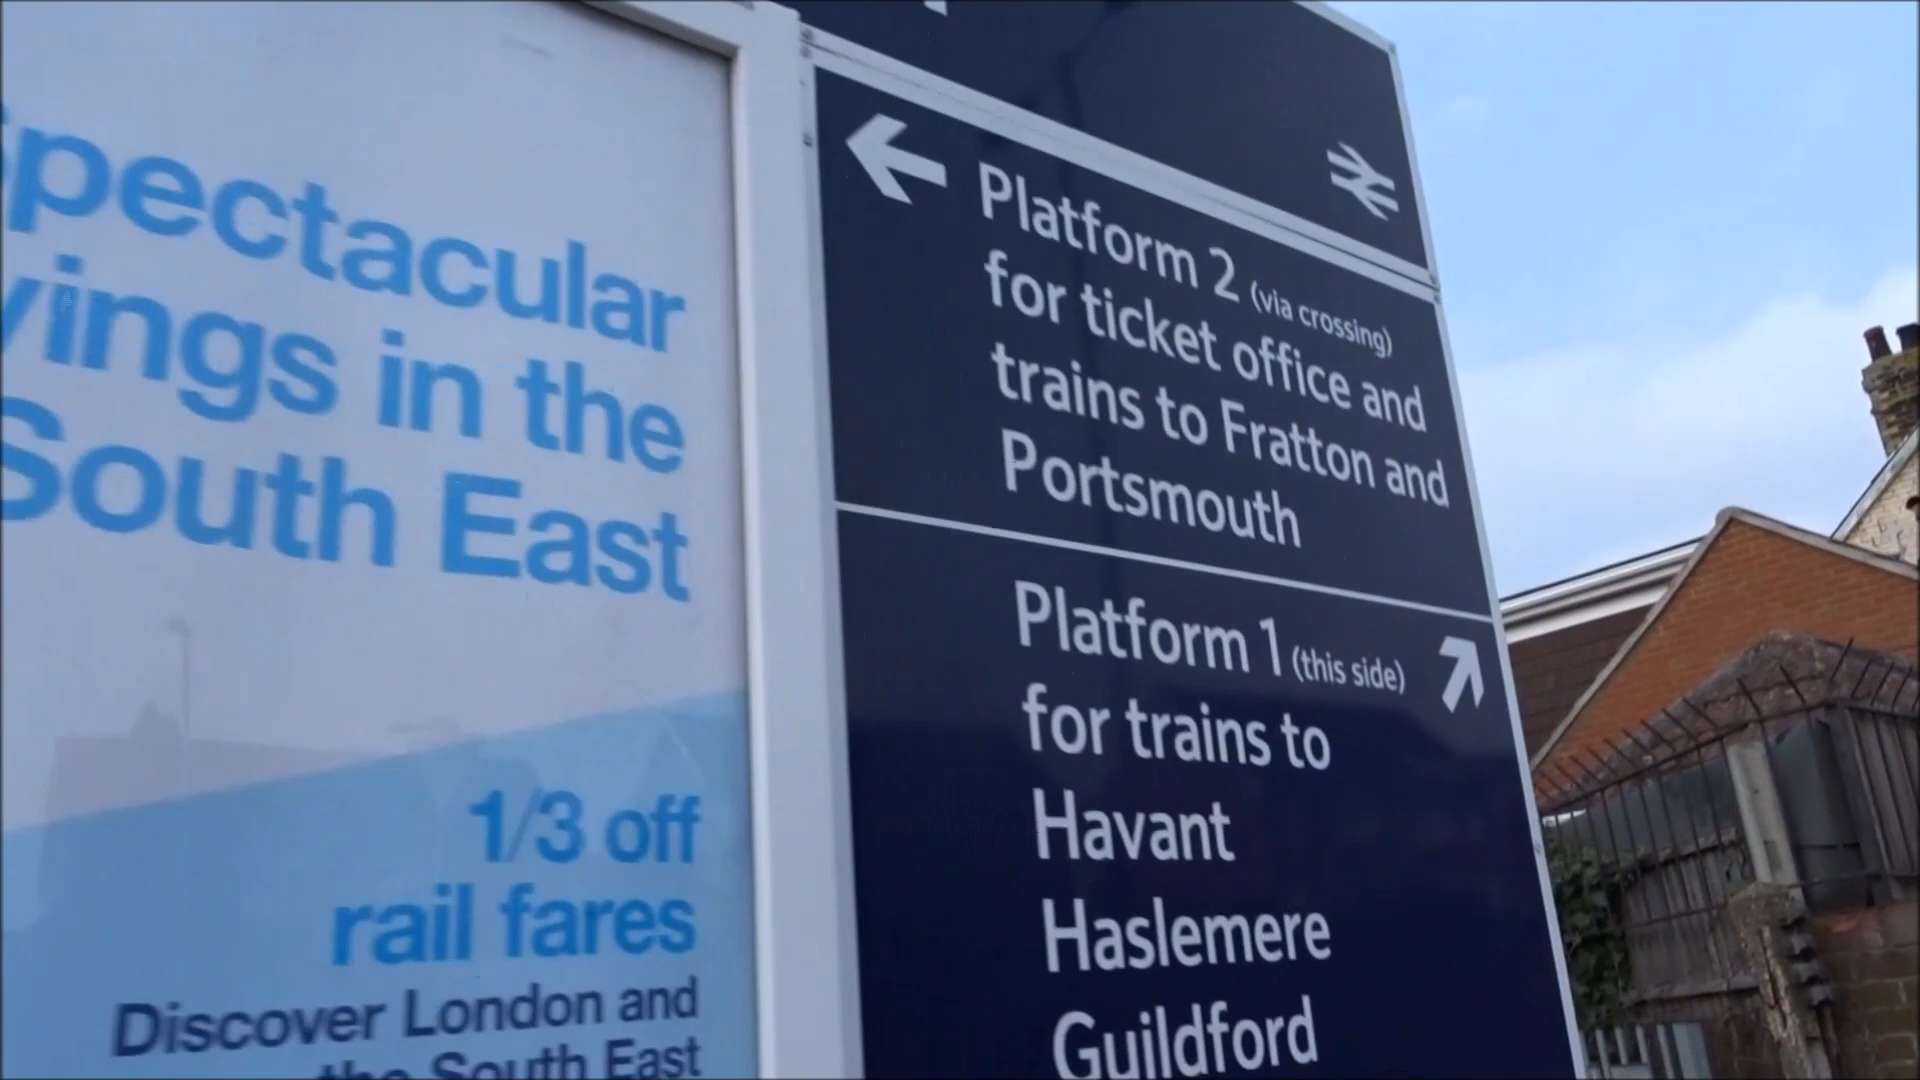 Spectacular
vings in the
South East
1/3 off
rail fares
Discover London and
the South East
Platform 2 (via crossing)
for ticket office and
trains to Fratton and
Portsmouth
Platform 1 (this side)
for trains to
Havant
Haslemere
Guildford